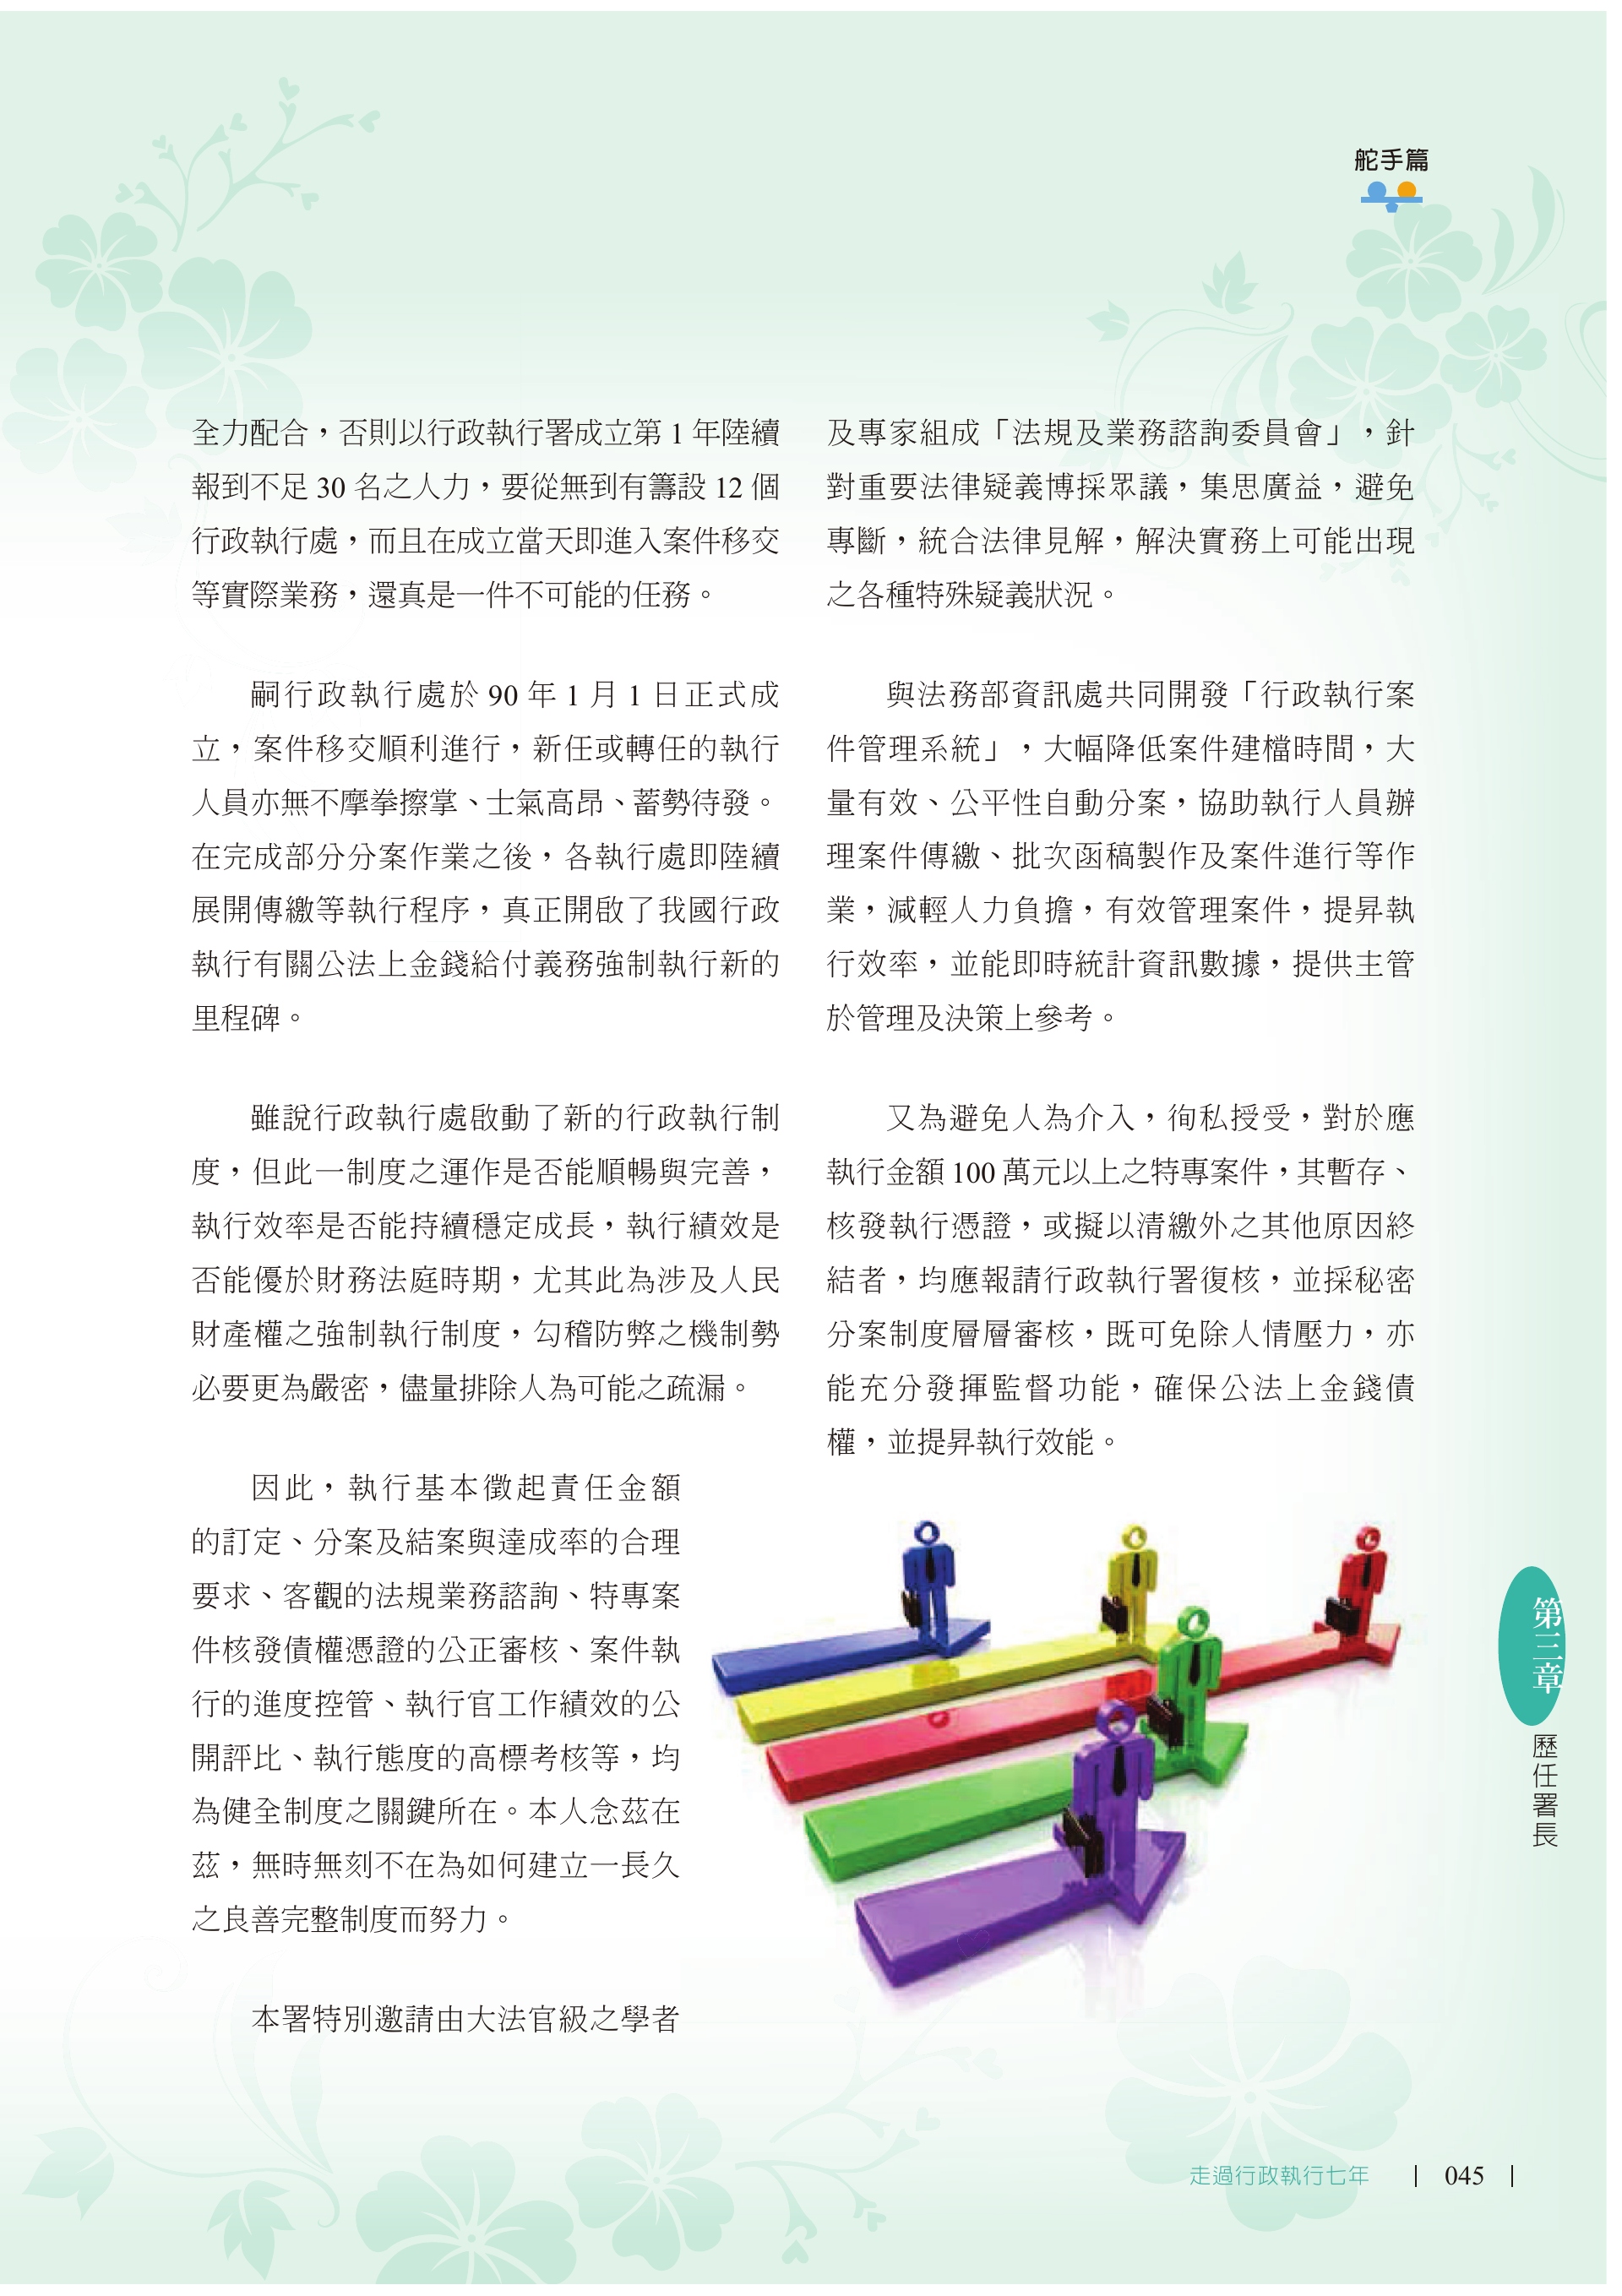 舵手篇
全力配合，否則以行政執行署成立第 1 年陸續
報到不足 30 名之人力，要從無到有籌設 12 個
行政執行處，而且在成立當天即進入案件移交
等實際業務，還真是一件不可能的任務。
嗣行政執行處於 90 年 1 月 1 日正式成
立，案件移交順利進行，新任或轉任的執行
人員亦無不摩拳擦掌、士氣高昂、蓄勢待發。
在完成部分分案作業之後，各執行處即陸續
展開傳繳等執行程序，真正開啟了我國行政
執行有關公法上金錢給付義務強制執行新的
里程碑。
雖說行政執行處啟動了新的行政執行制
度，但此一制度之運作是否能順暢與完善，
執行效率是否能持續穩定成長，執行績效是
否能優於財務法庭時期，尤其此為涉及人民
財產權之強制執行制度，勾稽防弊之機制勢
必要更為嚴密，儘量排除人為可能之疏漏。
因此，執行基本徵起責任金額
的訂定、分案及結案與達成率的合理
要求、客觀的法規業務諮詢、特專案
件核發債權憑證的公正審核、案件執
行的進度控管、執行官工作績效的公
開評比、執行態度的高標考核等，均
為健全制度之關鍵所在。本人念茲在
茲，無時無刻不在為如何建立一長久
之良善完整制度而努力。
本署特別邀請由大法官級之學者
及專家組成「法規及業務諮詢委員會」，針
對重要法律疑義博採眾議，集思廣益，避免
專斷，統合法律見解，解決實務上可能出現
之各種特殊疑義狀況。
與法務部資訊處共同開發「行政執行案
件管理系統」，大幅降低案件建檔時間，大
量有效、公平性自動分案，協助執行人員辦
理案件傳繳、批次函稿製作及案件進行等作
業，減輕人力負擔，有效管理案件，提昇執
行效率，並能即時統計資訊數據，提供主管
於管理及決策上參考。
又為避免人為介入，徇私授受，對於應
執行金額 100 萬元以上之特專案件，其暫存、
核發執行憑證，或擬以清繳外之其他原因終
結者，均應報請行政執行署復核，並採秘密
分案制度層層審核，既可免除人情壓力，亦
能充分發揮監督功能，確保公法上金錢債
權，並提昇執行效能。
第三章
歷任署長
走過行政執行七年 | 045 |